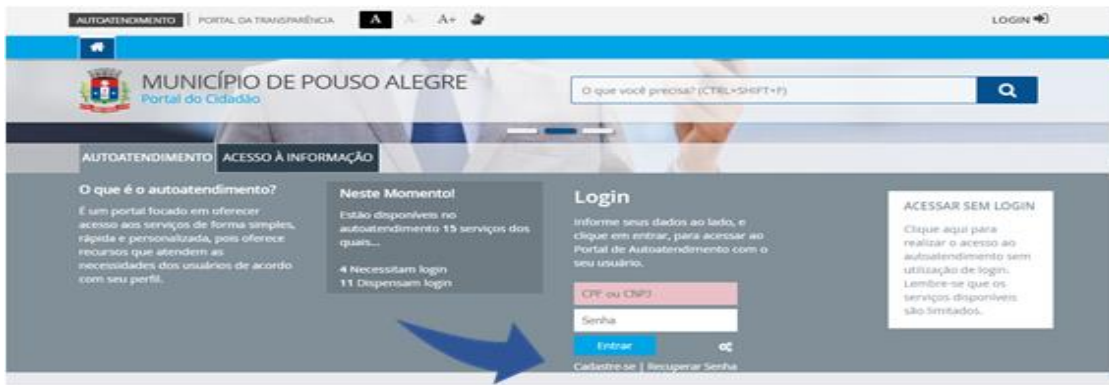 AUTOATENDIMENTO PORTAL DA TRANSPARÊNCIA A A- A+ LOGIN
MUNICÍPIO DE POUSO ALEGRE
Portal do Cidadão
O que você precisa? (CTRL+SHIFT+F)
AUTOATENDIMENTO ACESSO À INFORMAÇÃO
O que é o autoatendimento?
É um portal focado em oferecer
acesso aos serviços de forma simples,
rápida e personalizada, pois oferece
recursos que atendem as
necessidades dos usuários de acordo
com seu perfil.
Neste Momento!
Estão disponíveis no
autoatendimento 15 serviços dos
quais...
4 Necessitam login
11 Dispensam login
Login
Informe seus dados ao lado, e
clique em entrar, para acessar ao
Portal de Autoatendimento com o
seu usuário.
CPF ou CNPJ
Senha
Entrar
Cadastre-se | Recuperar Senha
ACESSAR SEM LOGIN
Clique aqui para
realizar o acesso ao
autoatendimento sem
utilização de login.
Lembre-se que os
serviços disponíveis
são limitados.